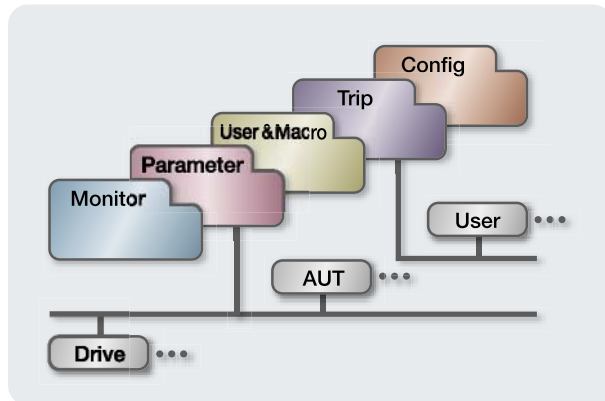 Config
Trip
User&Macro
Parameter
Monitor
User
AUT
Drive